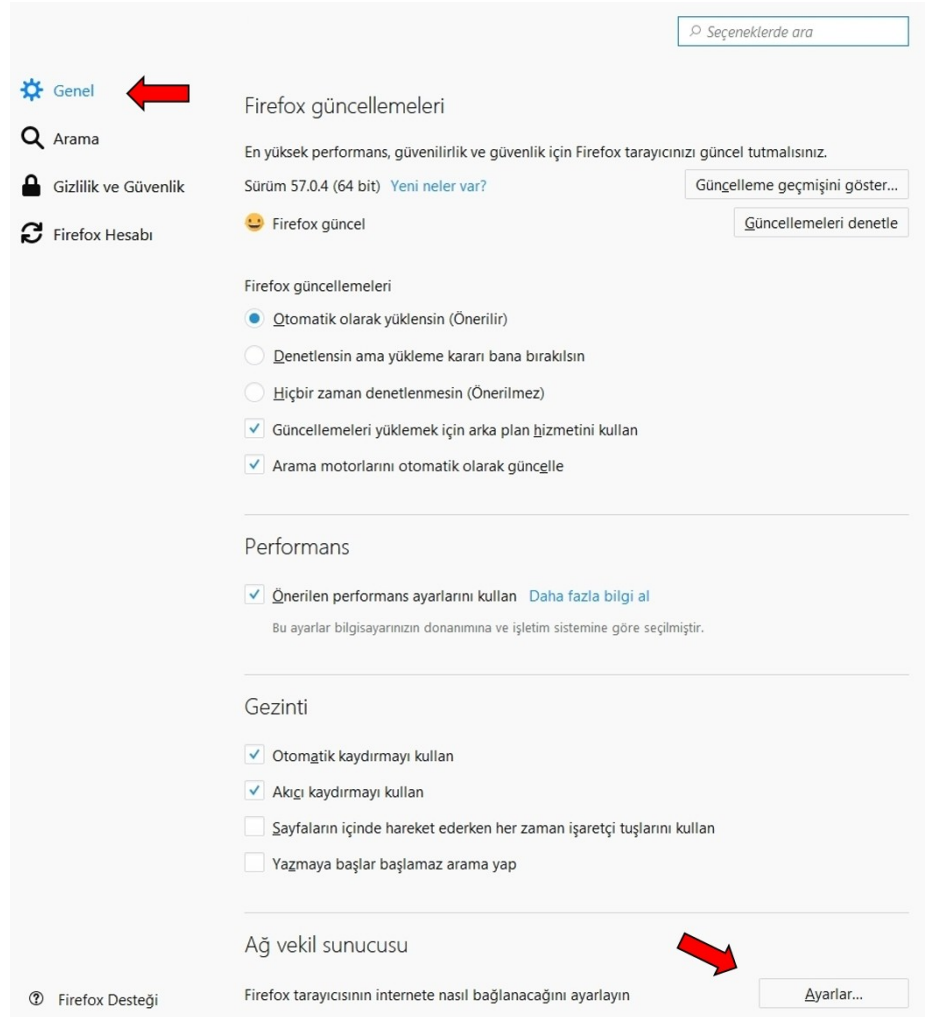 Seçeneklerde ara
Genel
Arama
Gizlilik ve Güvenlik
Firefox Hesabı
Firefox güncellemeleri
En yüksek performans, güvenilirlik ve güvenlik için Firefox tarayıcınızı güncel tutmalısınız.
Sürüm 57.0.4 (64 bit) Yeni neler var? Güncelleme geçmişini göster...
Firefox güncel Güncellemeleri denetle
Firefox güncellemeleri
Otomatik olarak yüklensin (Önerilir)
Denetlensin ama yükleme kararı bana bırakılsın
Hiçbir zaman denetlenmesin (Önerilmez)
Güncellemeleri yüklemek için arka plan hizmetini kullan
Arama motorlarını otomatik olarak güncelle
Performans
Önerilen performans ayarlarını kullan Daha fazla bilgi al
Bu ayarlar bilgisayarınızın donanımına ve işletim sistemine göre seçilmiştir.
Gezinti
Otomatik kaydırmayı kullan
Akıcı kaydırmayı kullan
Sayfaların içinde hareket ederken her zaman işaretçi tuşlarını kullan
Yazmaya başlar başlamaz arama yap
Ağ vekil sunucusu
Firefox tarayıcısının internete nasıl bağlanacağını ayarlayın Ayarlar...
Firefox Desteği